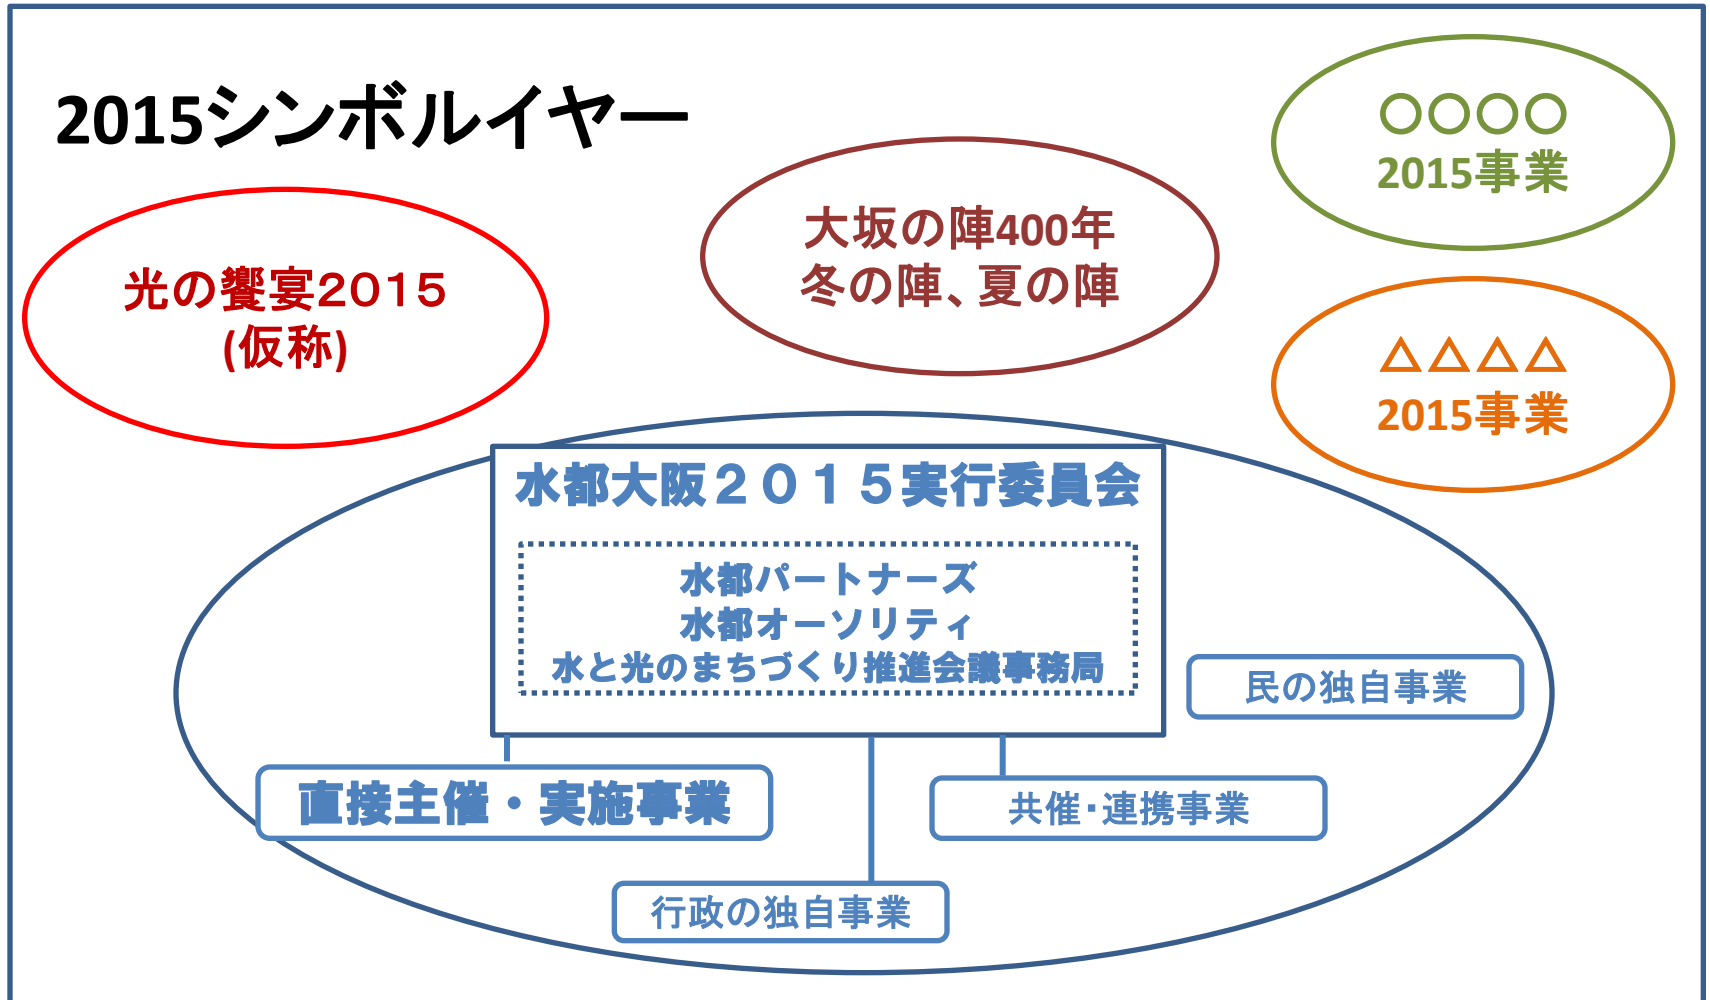 2015シンボルイヤー
○○○○
2015事業
大坂の陣400年
冬の陣、夏の陣
光の饗宴２０１５
(仮称)
△△△△
2015事業
水都大阪２０１５実行委員会
水都パートナーズ
水都オーソリティ
水と光のまちづくり推進会議事務局
民の独自事業
直接主催・実施事業
共催・連携事業
行政の独自事業